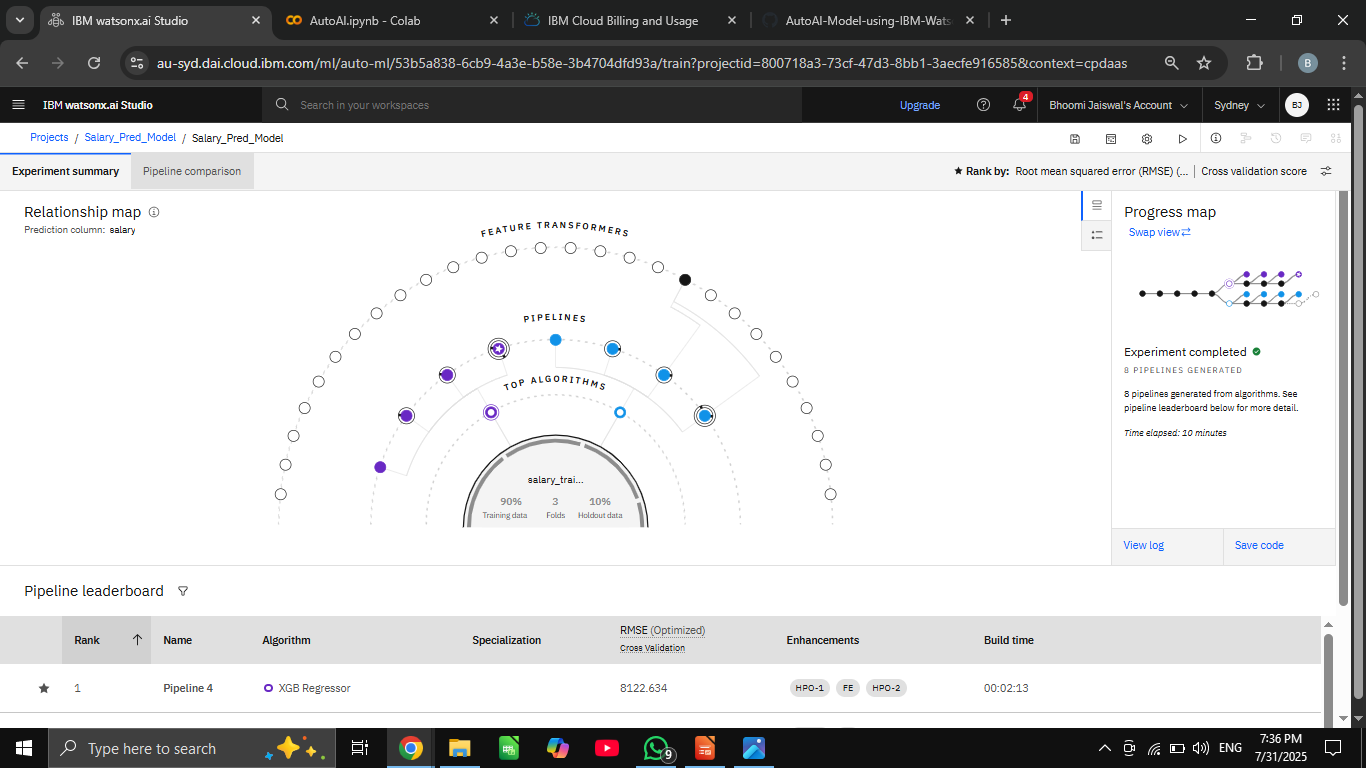 IBM watsonx.ai Studio
AutoAI.ipynb - Colab
IBM Cloud Billing and Usage
AutoAI-Model-using-IBM-Wats
au-syd.dai.cloud.ibm.com/ml/auto-ml/53b5a838-6cb9-4a3e-b58e-3b4704dfd93a/train?projectid=800718a3-73cf-47d3-8bb1-3aecfe916585&context=cpdaas
B
IBM watsonx.ai Studio
Search in your workspaces
Upgrade
4
Bhoomi Jaiswal's Account
Sydney
BJ
Projects / Salary_Pred_Model / Salary_Pred_Model
Experiment summary
Pipeline comparison
Rank by: Root mean squared error (RMSE) (... | Cross validation score
Relationship map
Prediction column: salary
FEATURE TRANSFORMERS
PIPELINES
TOP ALGORITHMS
salary_trai...
90% 3 10%
Training data Folds Holdout data
Progress map
Swap view
Experiment completed
8 PIPELINES GENERATED
8 pipelines generated from algorithms. See
pipeline leaderboard below for more detail.
Time elapsed: 10 minutes
View log
Save code
Pipeline leaderboard
Rank Name Algorithm Specialization RMSE (Optimized) Enhancements Build time
Cross Validation
1 Pipeline 4 XGB Regressor 8122.634 HPO-1 FE HPO-2 00:02:13
Type here to search
9
ENG
7:36 PM
7/31/2025